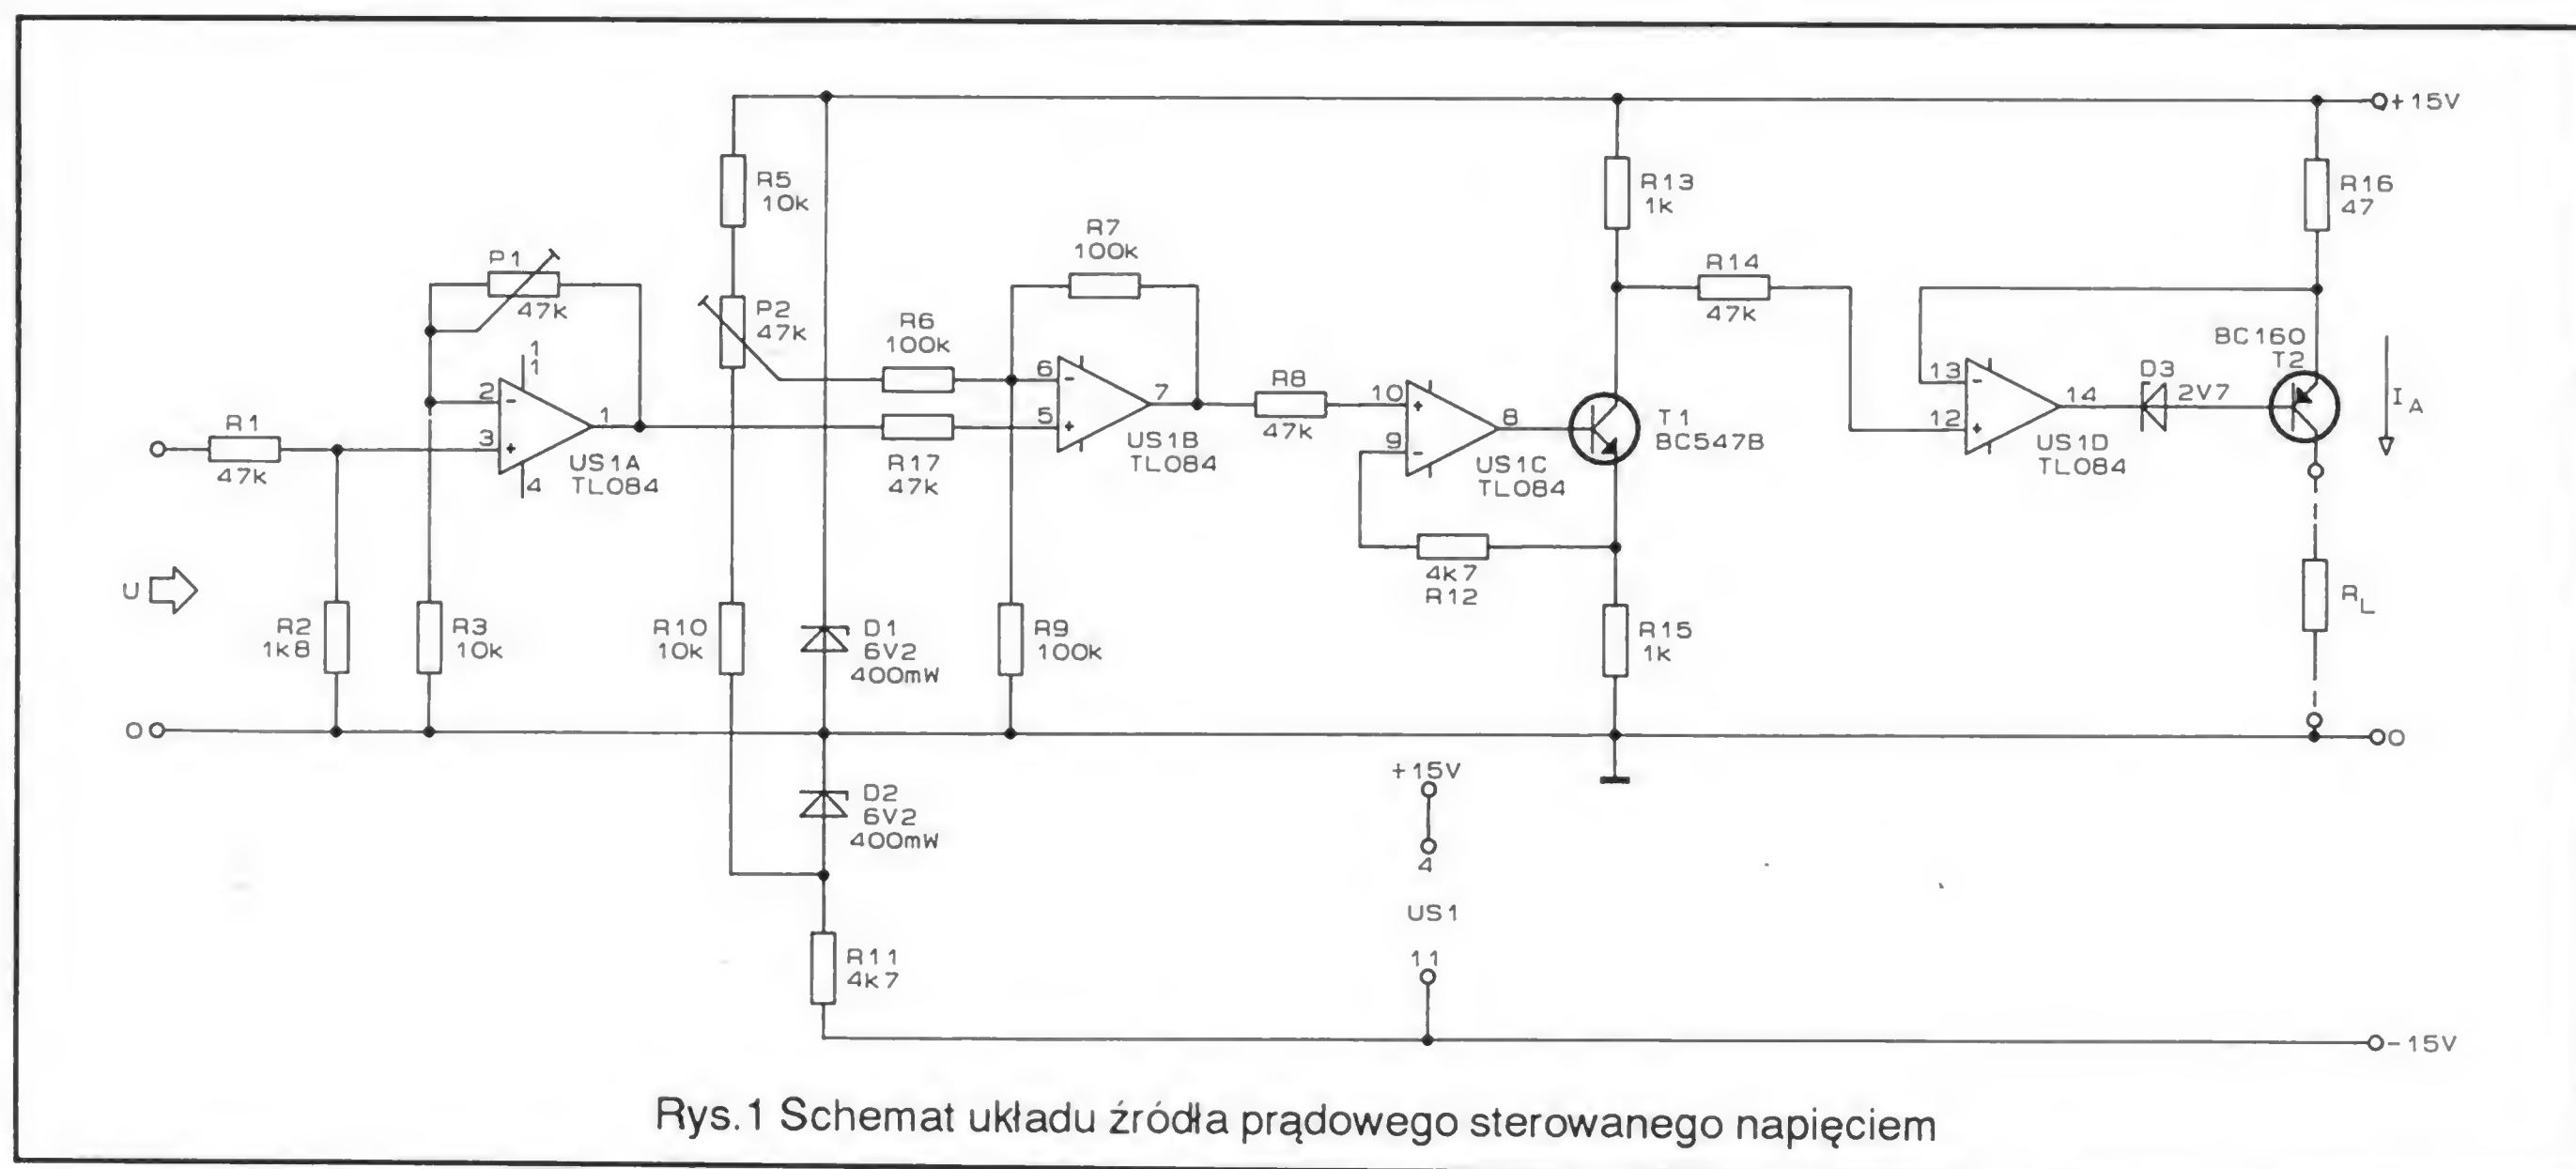 +15V
R5
10k
R13
1k
R16
47
R7
100k
P1
47k
R14
47k
P2
47k
R6
100k
BC160
T2
1
1
D3
2V7
2
1
3
4
US1A
TL084
R1
47k
6
-
5
+
7
US1B
TL084
R17
47k
R8
47k
10
+
9
-
8
US1C
TL084
T1
BC547B
13
-
12
+
14
US1D
TL084
IA
-
+
4k7
R12
U
R2
1k8
R3
10k
R10
10k
D1
6V2
400mW
R9
100k
R15
1k
RL
0
0
D2
6V2
400mW
+15V
4
US1
11
R11
4k7
-15V
Rys.1 Schemat układu źródła prądowego sterowanego napięciem